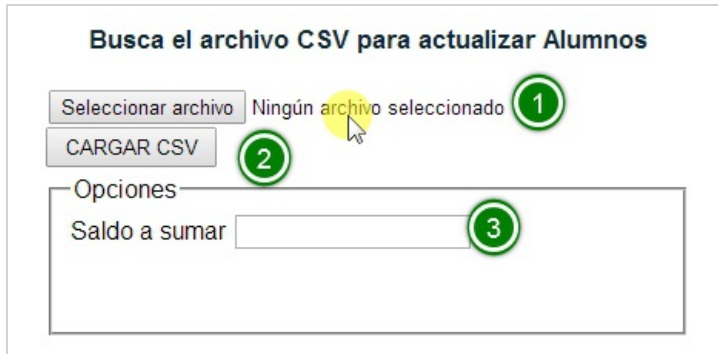 Busca el archivo CSV para actualizar Alumnos
Seleccionar archivo Ningún archivo seleccionado 1
CARGAR CSV 2
Opciones
Saldo a sumar 3